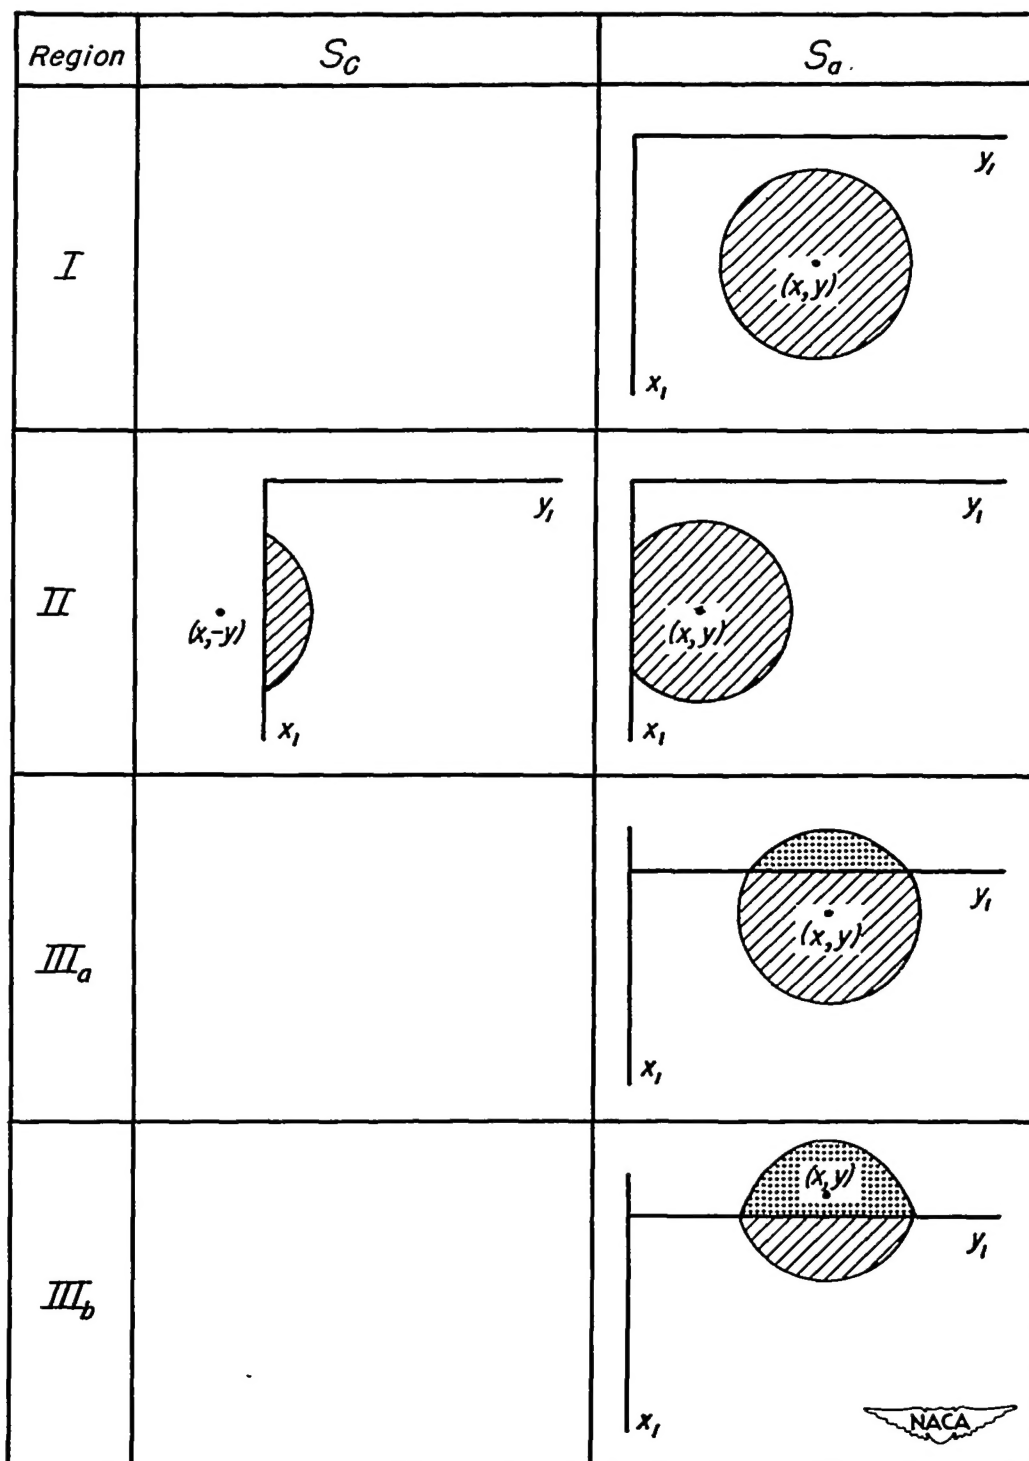 Region S_c S_a.
I
y_1
(x, y)
x_1
II
y_1
(x,-y)
x_1
y_1
(x, y)
x_1
III_a
y_1
(x, y)
x_1
III_b
(x, y)
y_1
x_1
NACA